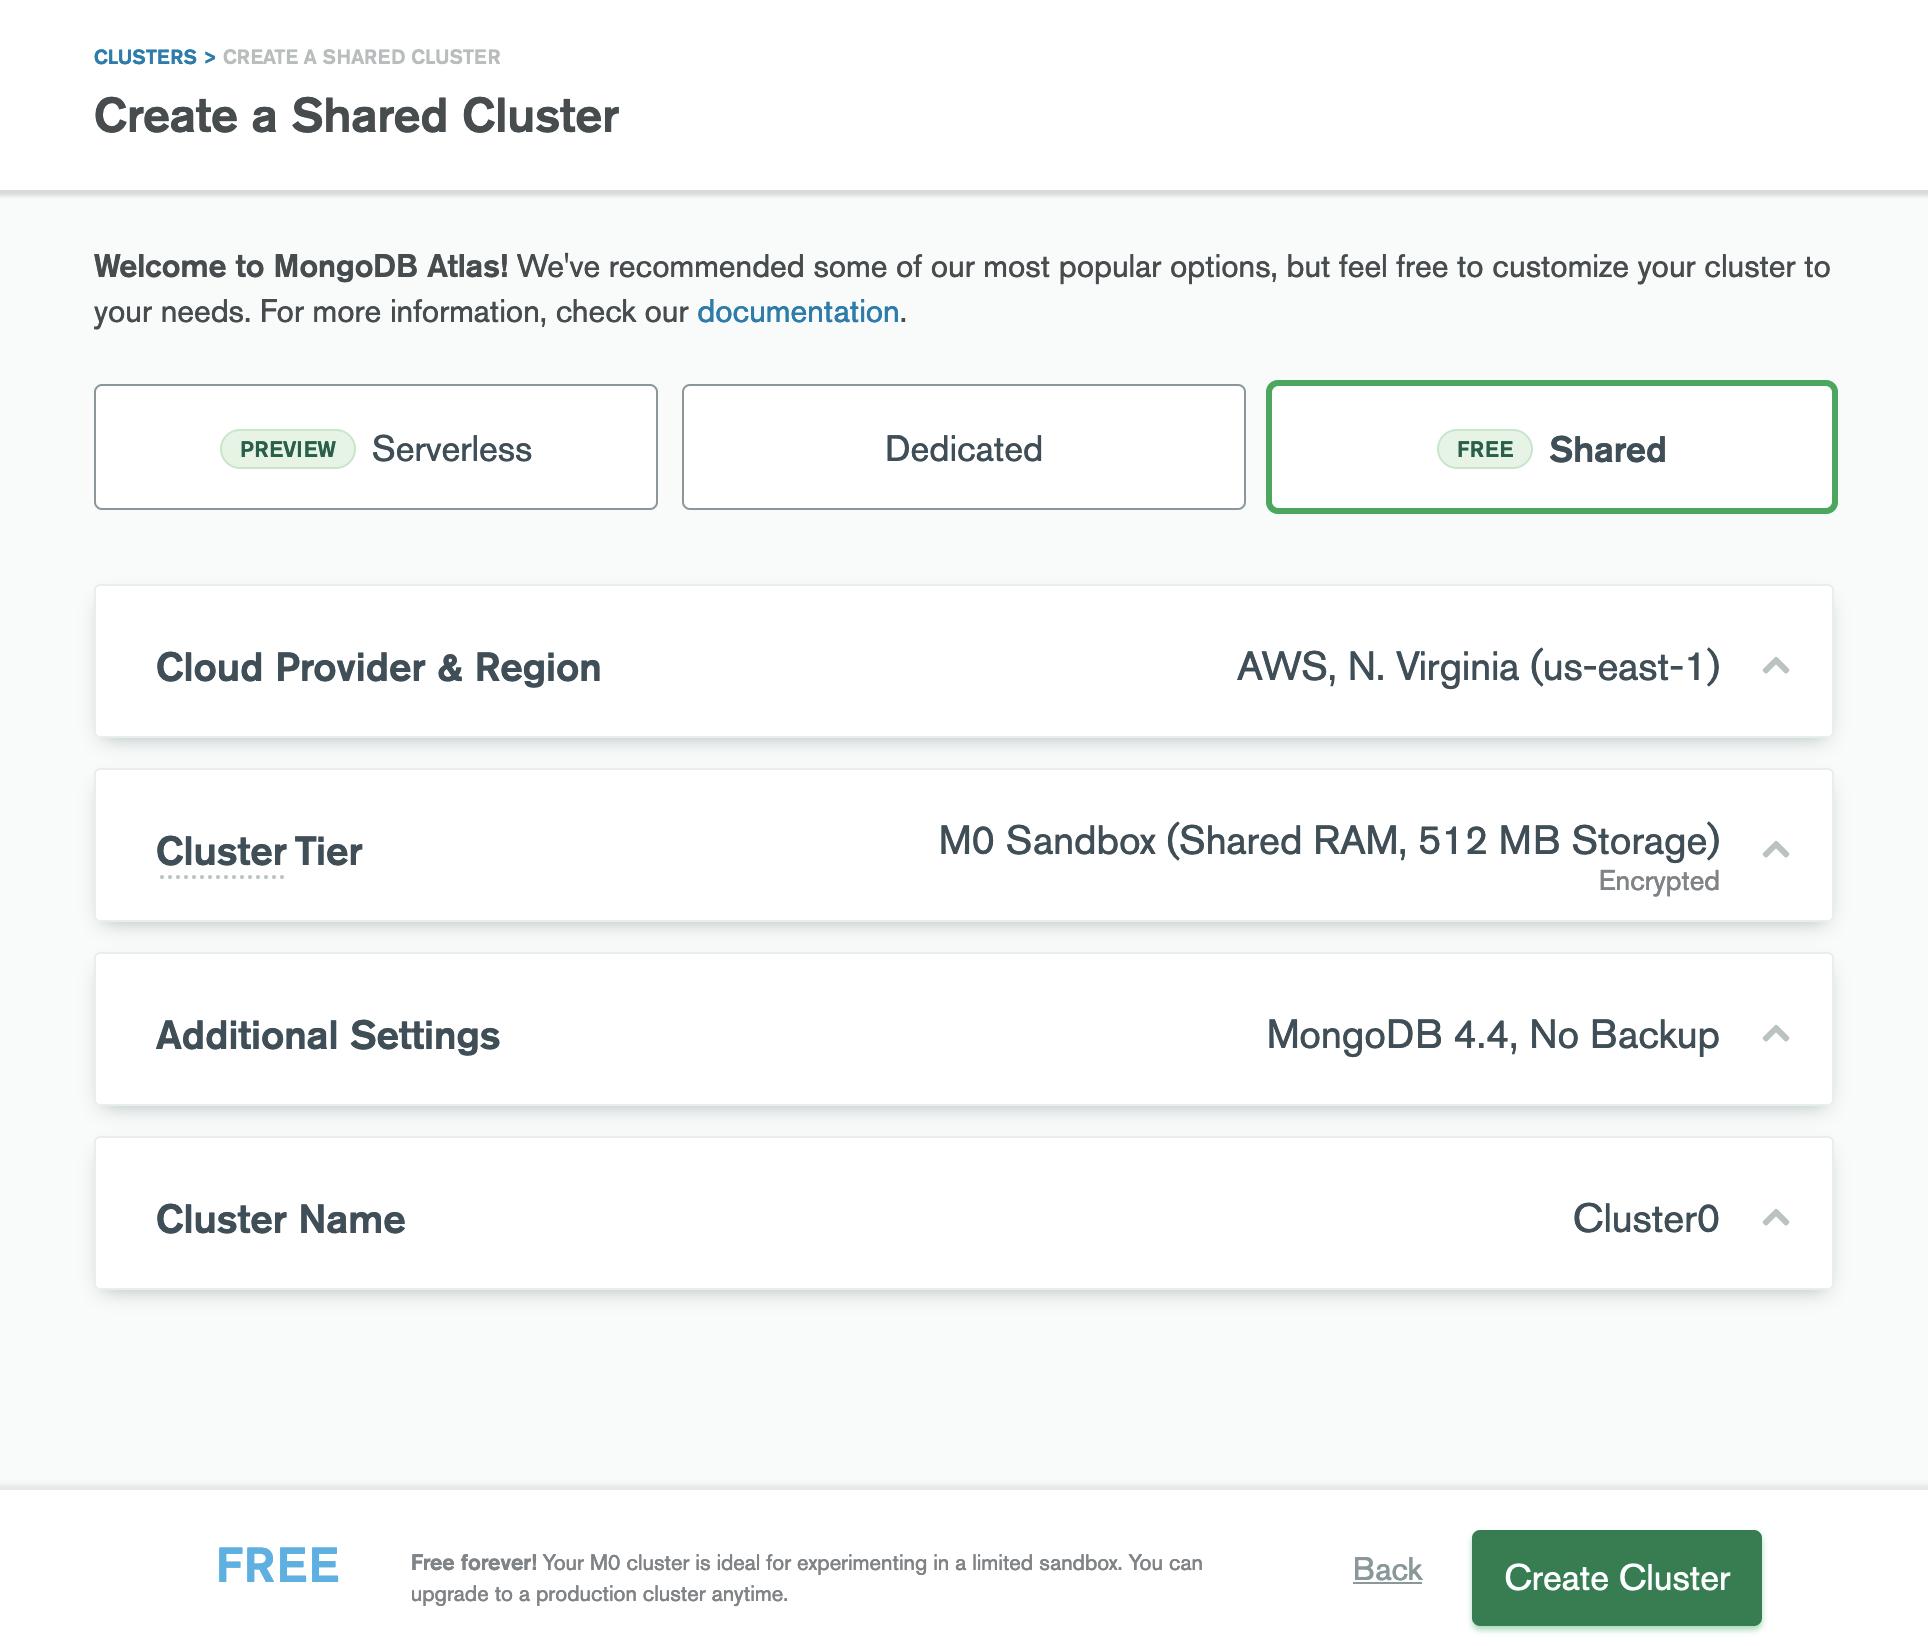 CLUSTERS > CREATE A SHARED CLUSTER
Create a Shared Cluster
Welcome to MongoDB Atlas! We've recommended some of our most popular options, but feel free to customize your cluster to
your needs. For more information, check our documentation.
PREVIEW Serverless
Dedicated
FREE Shared
Cloud Provider & Region
AWS, N. Virginia (us-east-1)
Cluster Tier
M0 Sandbox (Shared RAM, 512 MB Storage)
Encrypted
Additional Settings
MongoDB 4.4, No Backup
Cluster Name
Cluster0
FREE
Free forever! Your M0 cluster is ideal for experimenting in a limited sandbox. You can
upgrade to a production cluster anytime.
Back
Create Cluster